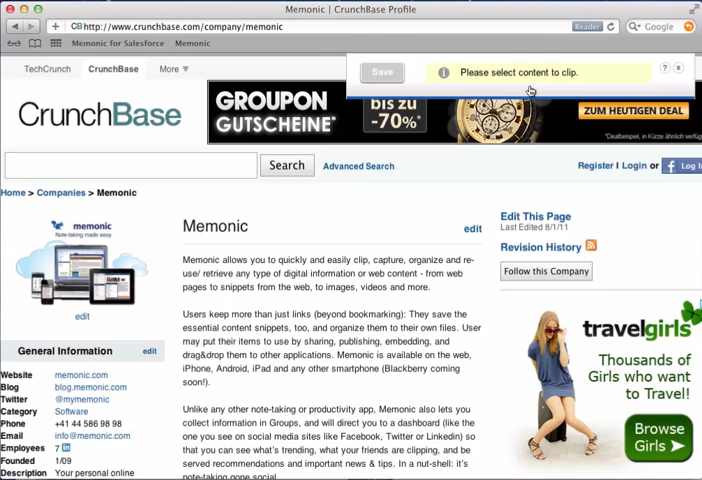 Memonic | CrunchBase Profile
CB http://www.crunchbase.com/company/memonic
Reader
Google
Memonic for Salesforce Memonic
Save
Please select content to clip.
? x
TechCrunch CrunchBase More
CrunchBase
GROUPON
GUTSCHEINE*
bis zu
-70%*
ZUM HEUTIGEN DEAL
*Dealbeispiel, in Kürze ähnlich
Search
Advanced Search
Register | Login or
f Log I
Home > Companies > Memonic
memonic
Note-taking made easy.
edit
General Information edit
Website memonic.com
Blog blog.memonic.com
Twitter @mymemonic
Category Software
Phone +41 44 586 98 98
Email info@memonic.com
Employees 7 in
Founded 1/09
Description Your personal online
Memonic edit
Memonic allows you to quickly and easily clip, capture, organize and re-
use/ retrieve any type of digital information or web content - from web
pages to snippets from the web, to images, videos and more.
Users keep more than just links (beyond bookmarking): They save the
essential content snippets, too, and organize them to their own files. User
may put their items to use by sharing, publishing, embedding, and
drag&drop them to other applications. Memonic is available on the web,
iPhone, Android, iPad and any other smartphone (Blackberry coming
soon!).
Unlike any other note-taking or productivity app, Memonic also lets you
collect information in Groups, and will direct you to a dashboard (like the
one you see on social media sites like Facebook, Twitter or Linkedin) so
that you can see what's trending, what your friends are clipping, and be
served recommendations and important news & tips. In a nut-shell: it's
note-taking gone social.
Edit This Page
Last Edited 8/1/11
Revision History
Follow this Company
travelgirls
Thousands of
Girls who want
to Travel!
Browse
Girls >